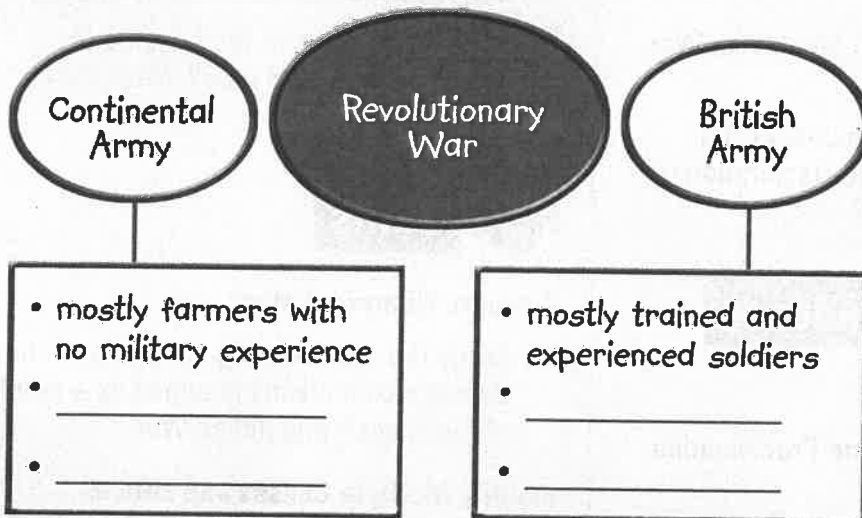 Continental
Army
Revolutionary
War
British
Army
• mostly farmers with
no military experience
•
•
• mostly trained and
experienced soldiers
•
•